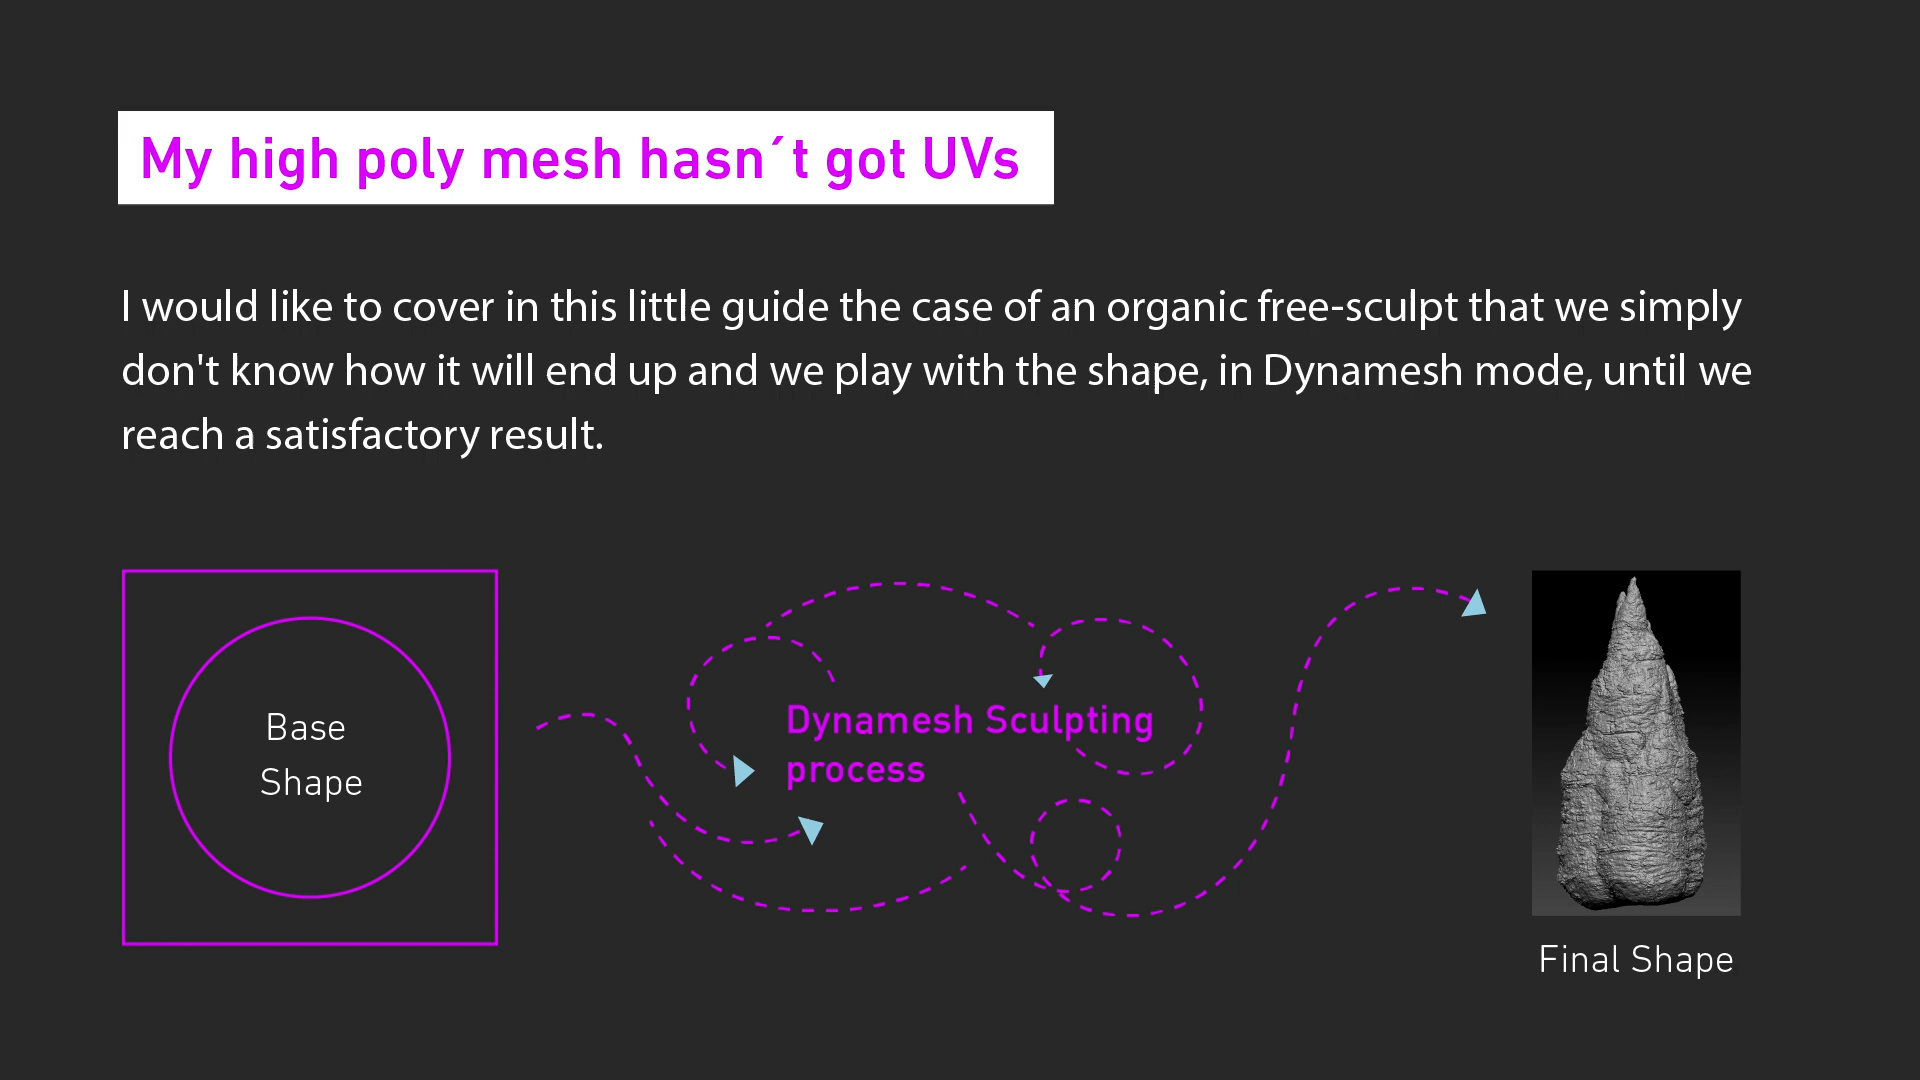 My high poly mesh hasn´t got UVs
I would like to cover in this little guide the case of an organic free-sculpt that we simply
don't know how it will end up and we play with the shape, in Dynamesh mode, until we
reach a satisfactory result.
Base
Shape
Dynamesh Sculpting
process
Final Shape